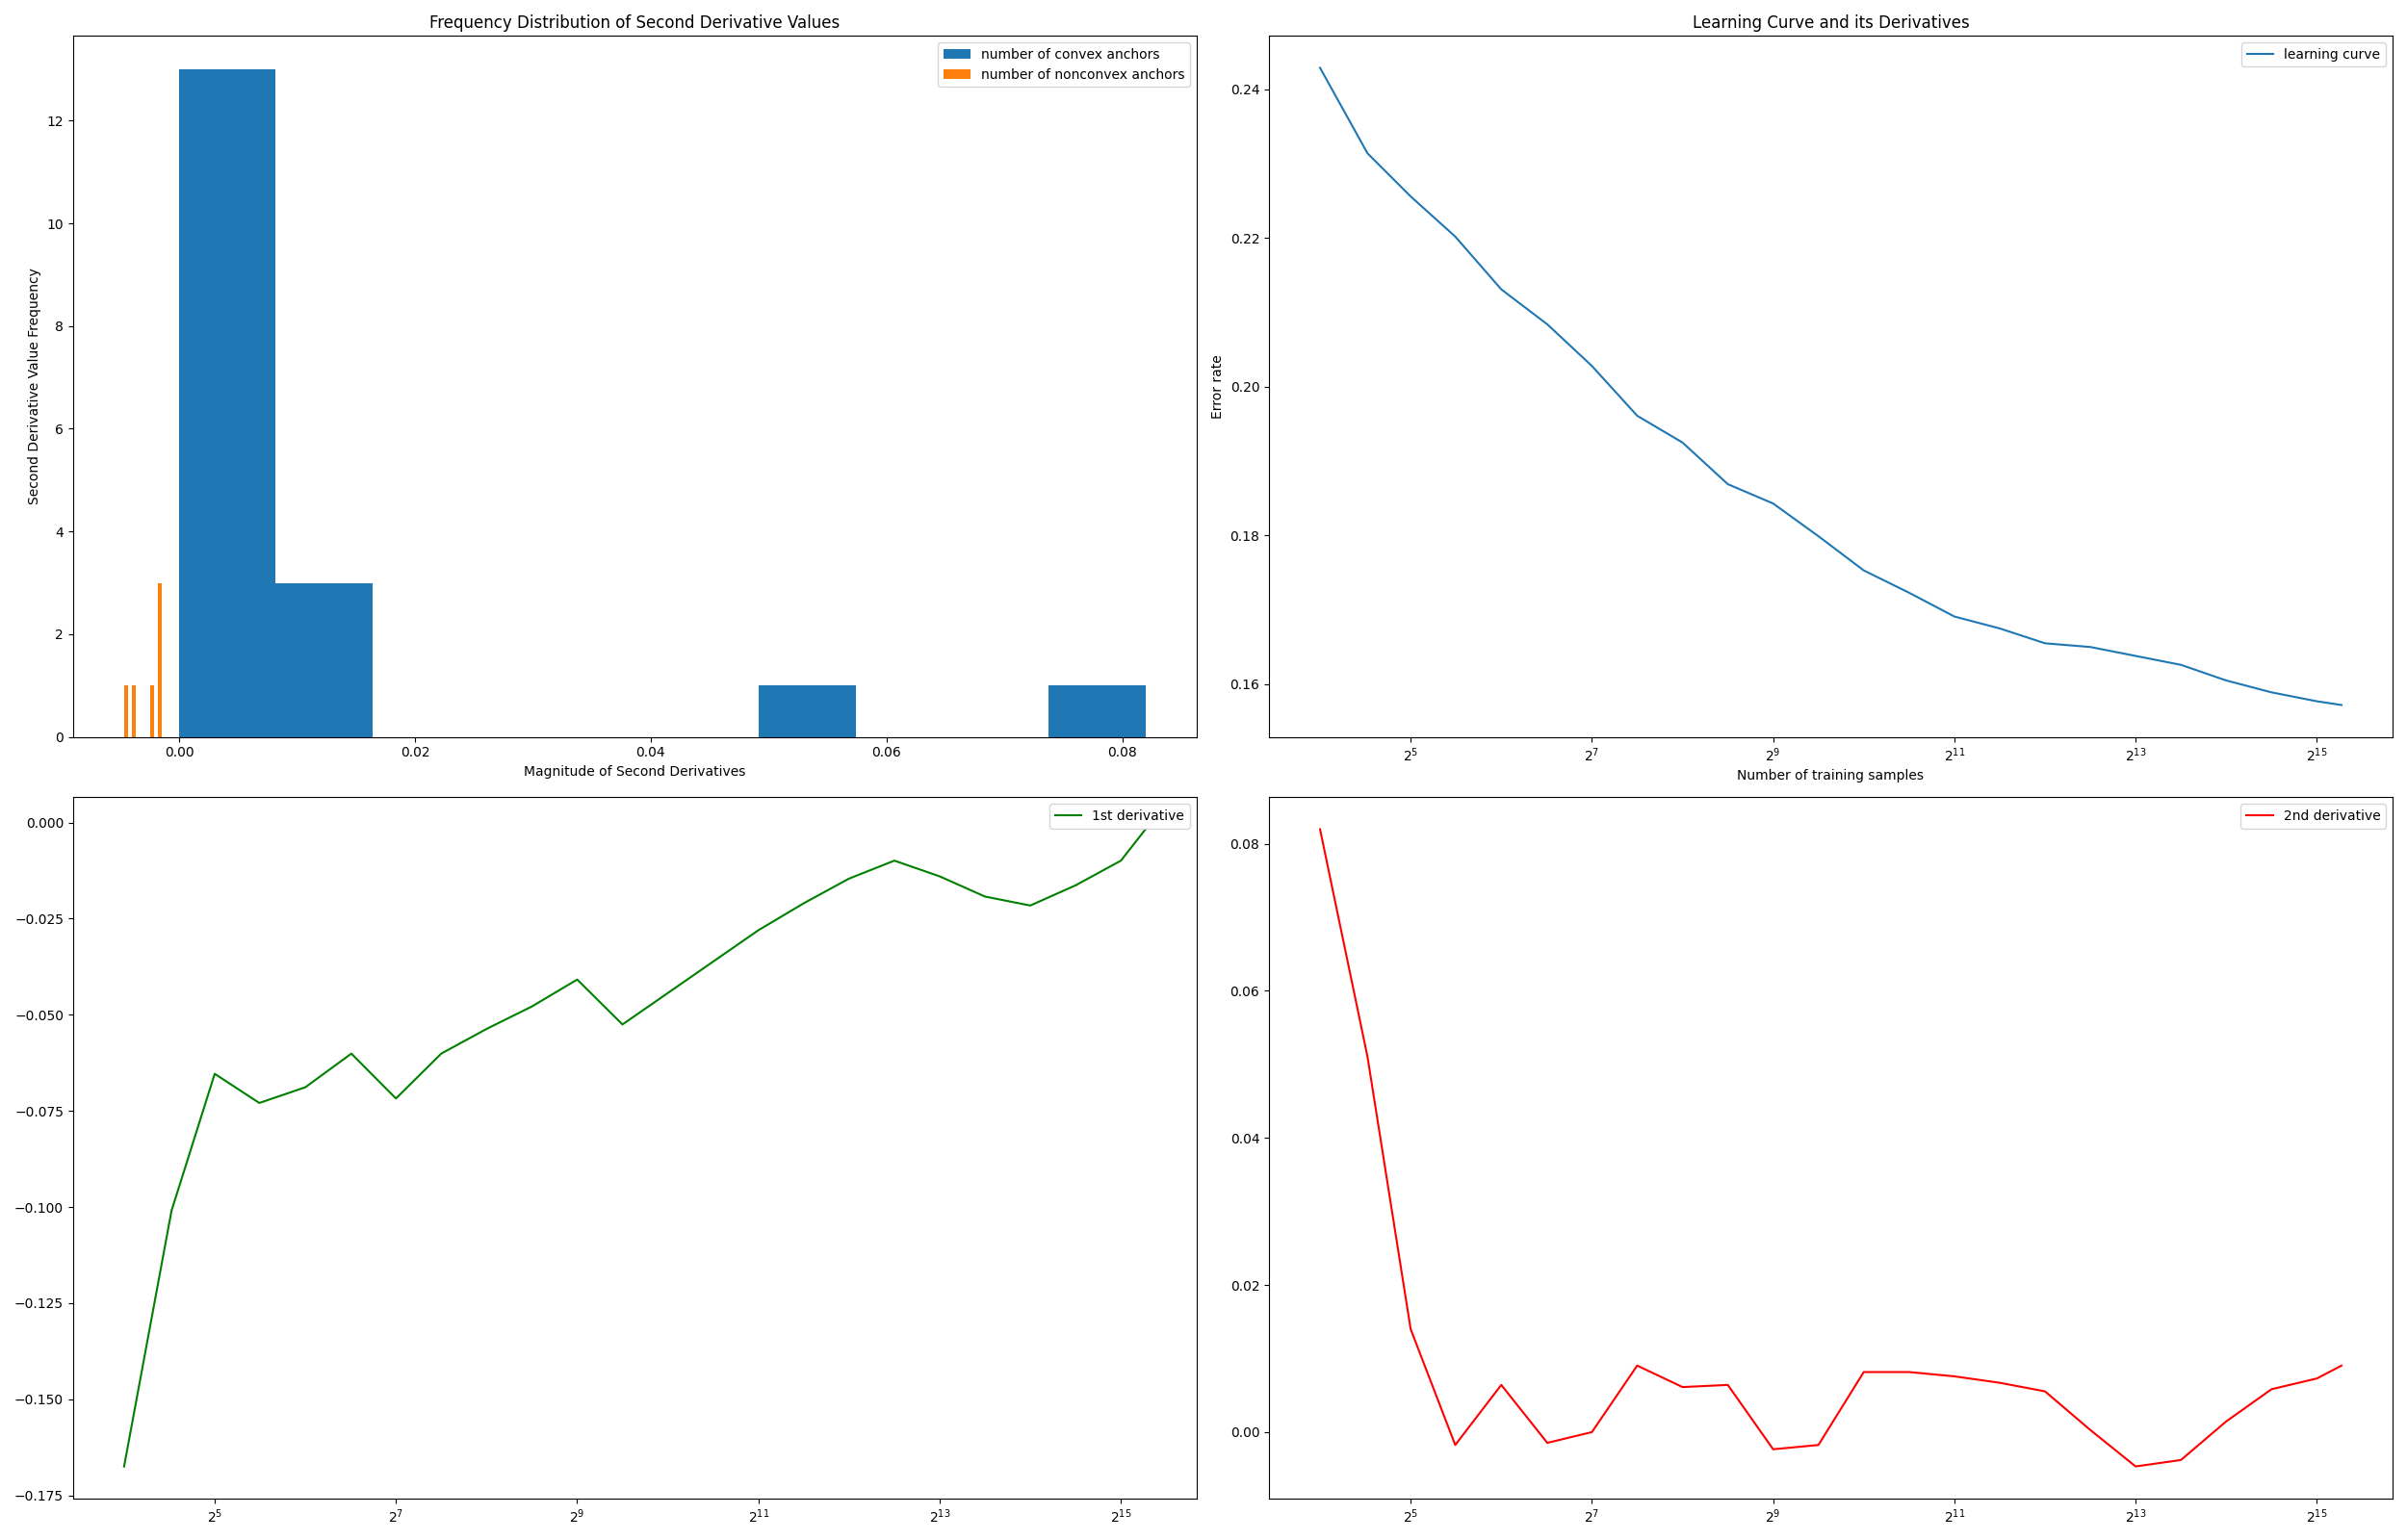 Frequency Distribution of Second Derivative Values
number of convex anchors
number of nonconvex anchors
Second Derivative Value Frequency
12
10
8
6
4
2
0
0.00 0.02 0.04 0.06 0.08
Magnitude of Second Derivatives
Learning Curve and its Derivatives
learning curve
Error rate
0.24
0.22
0.20
0.18
0.16
2^5 2^7 2^9 2^11 2^13 2^15
Number of training samples
1st derivative
0.000
−0.025
−0.050
−0.075
−0.100
−0.125
−0.150
−0.175
2^5 2^7 2^9 2^11 2^13 2^15
2nd derivative
0.08
0.06
0.04
0.02
0.00
2^5 2^7 2^9 2^11 2^13 2^15